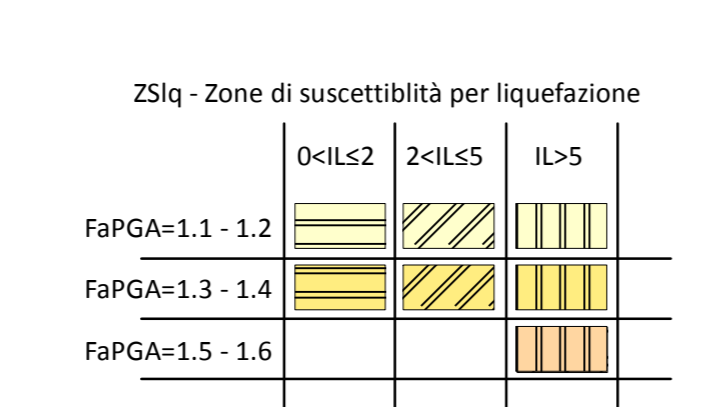 ZSlq - Zone di suscettiblità per liquefazione
0<IL≤2 2<IL≤5 IL>5
FaPGA=1.1 - 1.2
FaPGA=1.3 - 1.4
FaPGA=1.5 - 1.6